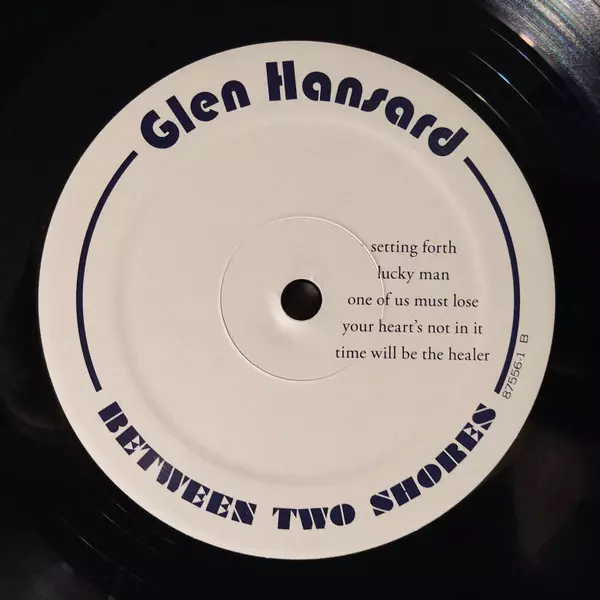 Glen Hansard
setting forth
lucky man
one of us must lose
your heart's not in it
time will be the healer
87556-1 B
BETWEEN TWO SHORES